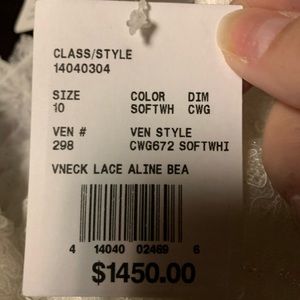 CLASS/STYLE
14040304
SIZE COLOR DIM
10 SOFTWH CWG
VEN # VEN STYLE
298 CWG672 SOFTWHI
VNECK LACE ALINE BEA
4 14040 02469 6
$1450.00